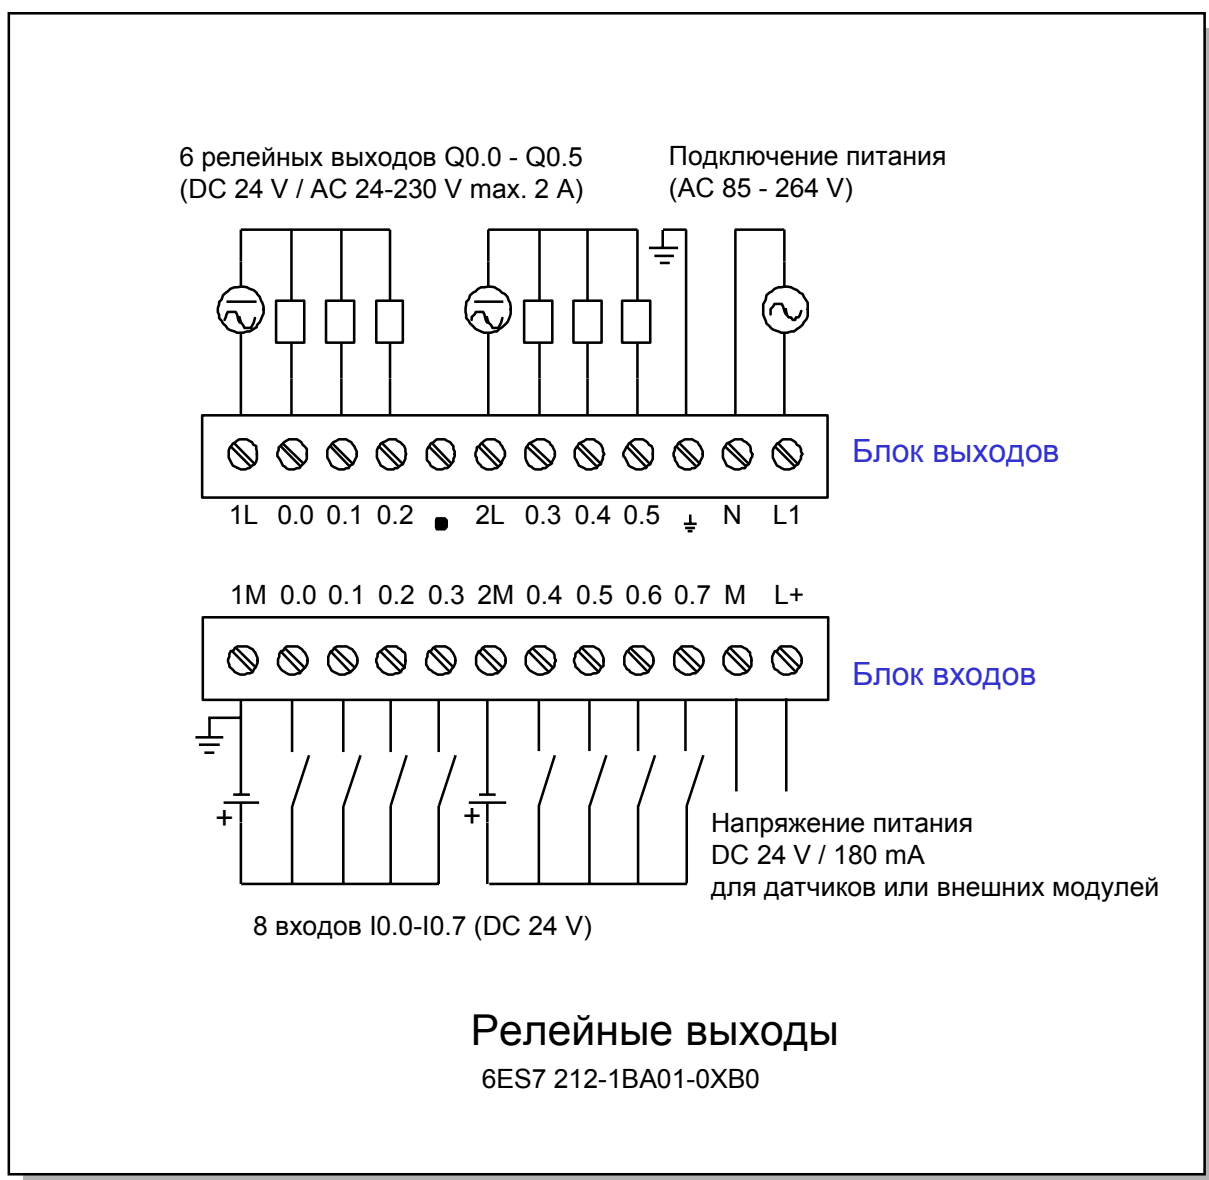 6 релейных выходов Q0.0 - Q0.5
(DC 24 V / AC 24-230 V max. 2 A)
Подключение питания
(AC 85 - 264 V)
Блок выходов
1L 0.0 0.1 0.2 2L 0.3 0.4 0.5 N L1
1M 0.0 0.1 0.2 0.3 2M 0.4 0.5 0.6 0.7 M L+
Блок входов
+ +
Напряжение питания
DC 24 V / 180 mA
для датчиков или внешних модулей
8 входов I0.0-I0.7 (DC 24 V)
Релейные выходы
6ES7 212-1BA01-0XB0